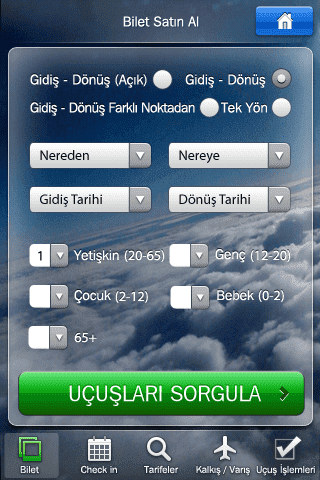 Bilet Satın Al
Gidiş - Dönüş (Açık) Gidiş - Dönüş
Gidiş - Dönüş Farklı Noktadan Tek Yön
Nereden Nereye
Gidiş Tarihi Dönüş Tarihi
1 Yetişkin (20-65) Genç (12-20)
Çocuk (2-12) Bebek (0-2)
65+
UÇUŞLARI SORGULA
Bilet Check in Tarifeler Kalkış / Varış Uçuş İşlemleri